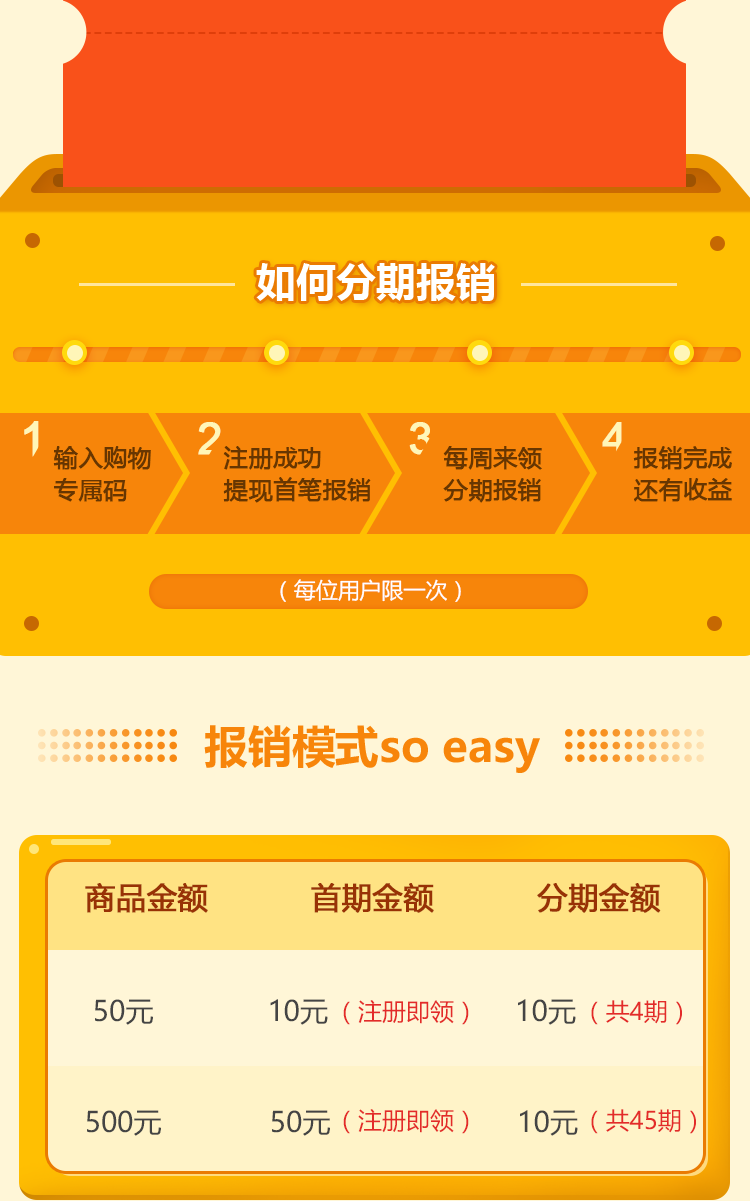 如何分期报销
1 输入购物
专属码
2 注册成功
提现首笔报销
3 每周来领
分期报销
4 报销完成
还有收益
（每位用户限一次）
报销模式so easy
商品金额 首期金额 分期金额
50元 10元（注册即领） 10元（共4期）
500元 50元（注册即领） 10元（共45期）